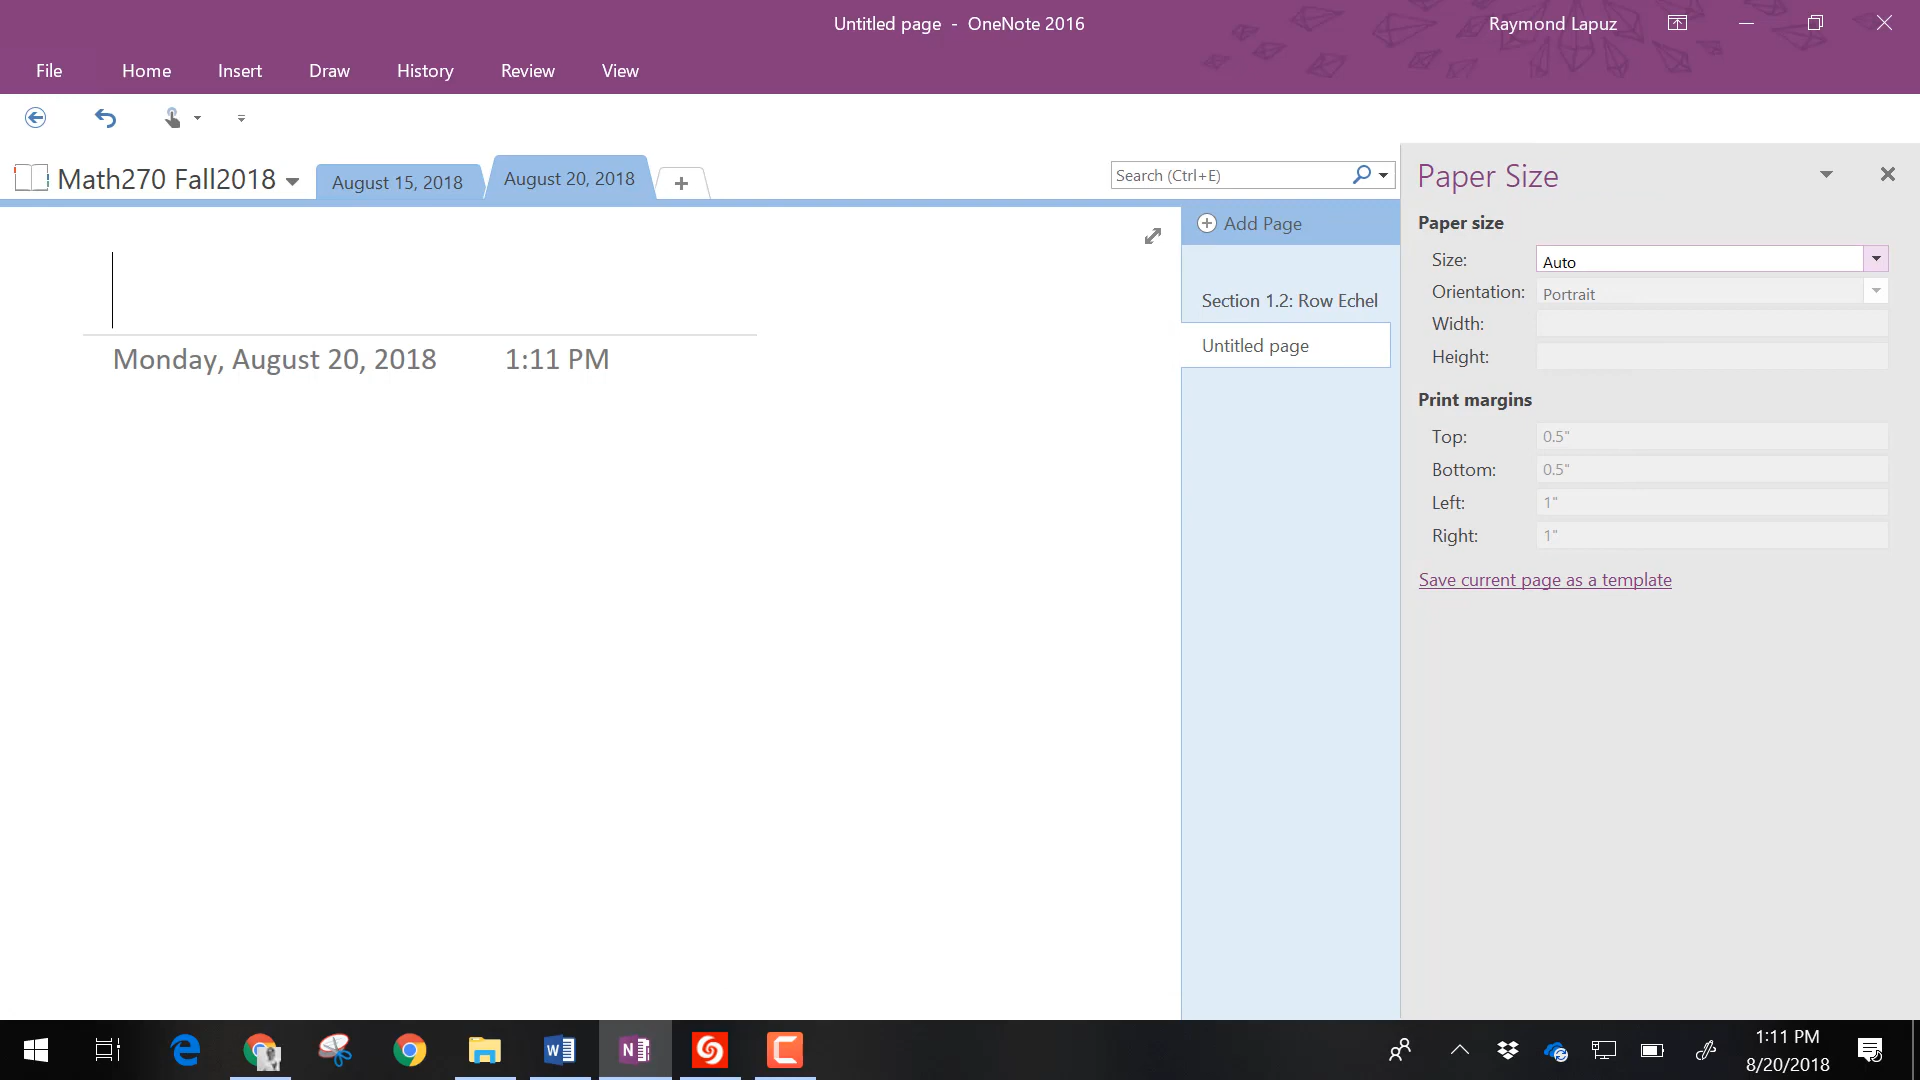 Untitled page - OneNote 2016
Raymond Lapuz
File Home Insert Draw History Review View
Math270 Fall2018
August 15, 2018
August 20, 2018
Search (Ctrl+E)
Add Page
Section 1.2: Row Echel
Untitled page
Monday, August 20, 2018 1:11 PM
Paper Size
Paper size
Size: Auto
Orientation: Portrait
Width:
Height:
Print margins
Top: 0.5"
Bottom: 0.5"
Left: 1"
Right: 1"
Save current page as a template
1:11 PM
8/20/2018